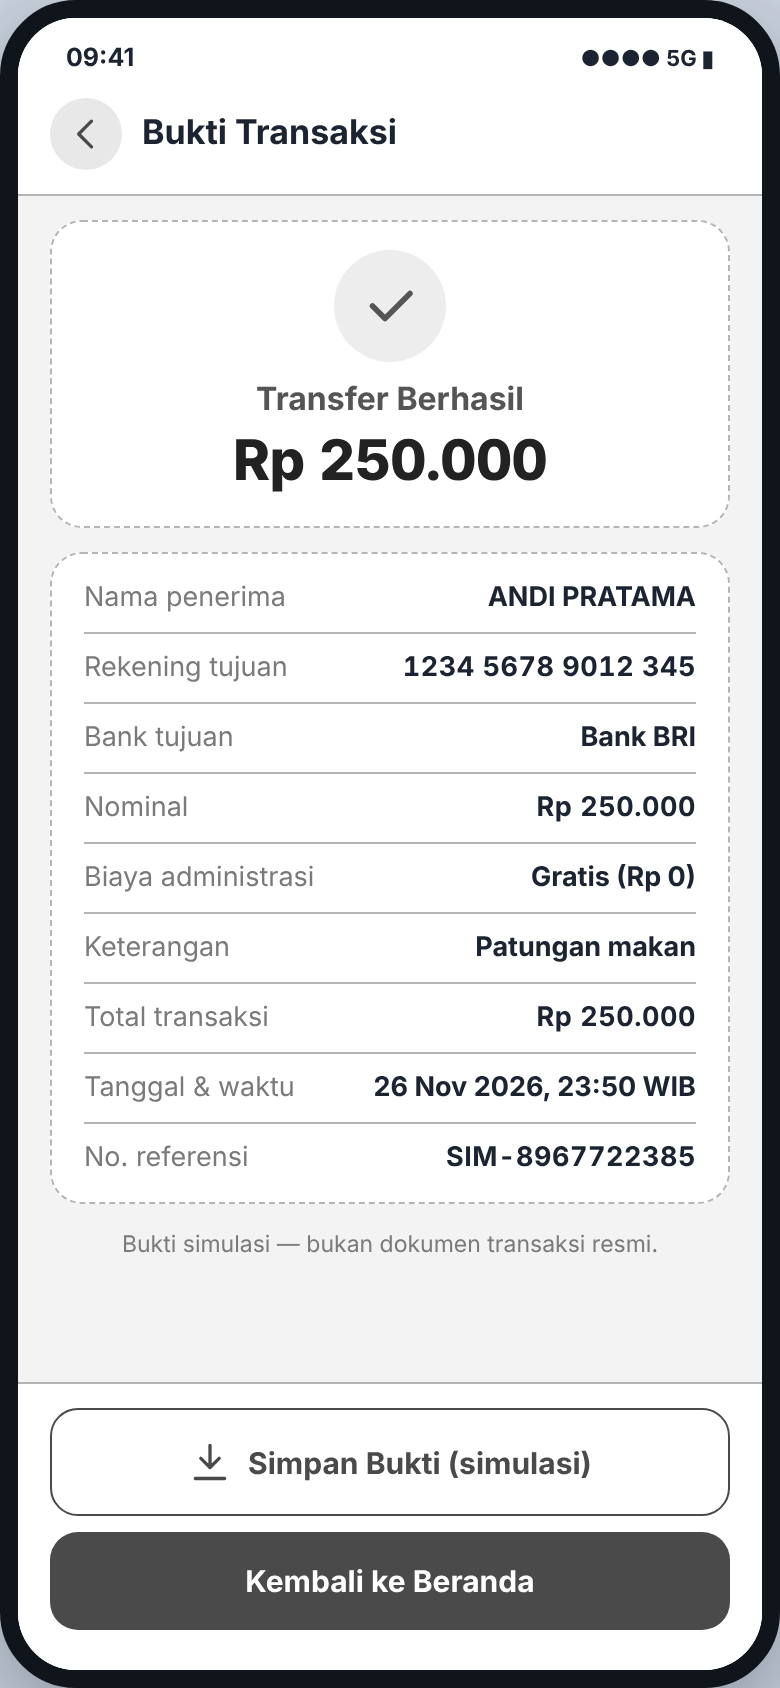 09:41
5G
Bukti Transaksi
Transfer Berhasil
Rp 250.000
Nama penerima ANDI PRATAMA
Rekening tujuan 1234 5678 9012 345
Bank tujuan Bank BRI
Nominal Rp 250.000
Biaya administrasi Gratis (Rp 0)
Keterangan Patungan makan
Total transaksi Rp 250.000
Tanggal & waktu 26 Nov 2026, 23:50 WIB
No. referensi SIM-8967722385
Bukti simulasi — bukan dokumen transaksi resmi.
Simpan Bukti (simulasi)
Kembali ke Beranda